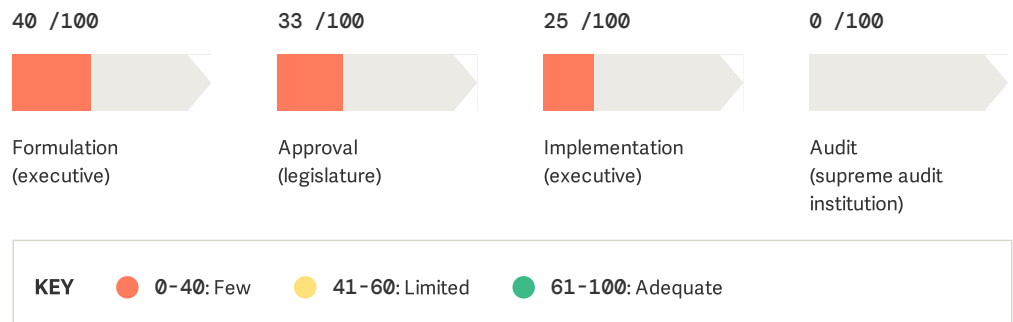 40 /100
33 /100
25 /100
0 /100
Formulation
(executive)
Approval
(legislature)
Implementation
(executive)
Audit
(supreme audit
institution)
KEY
0-40: Few
41-60: Limited
61-100: Adequate